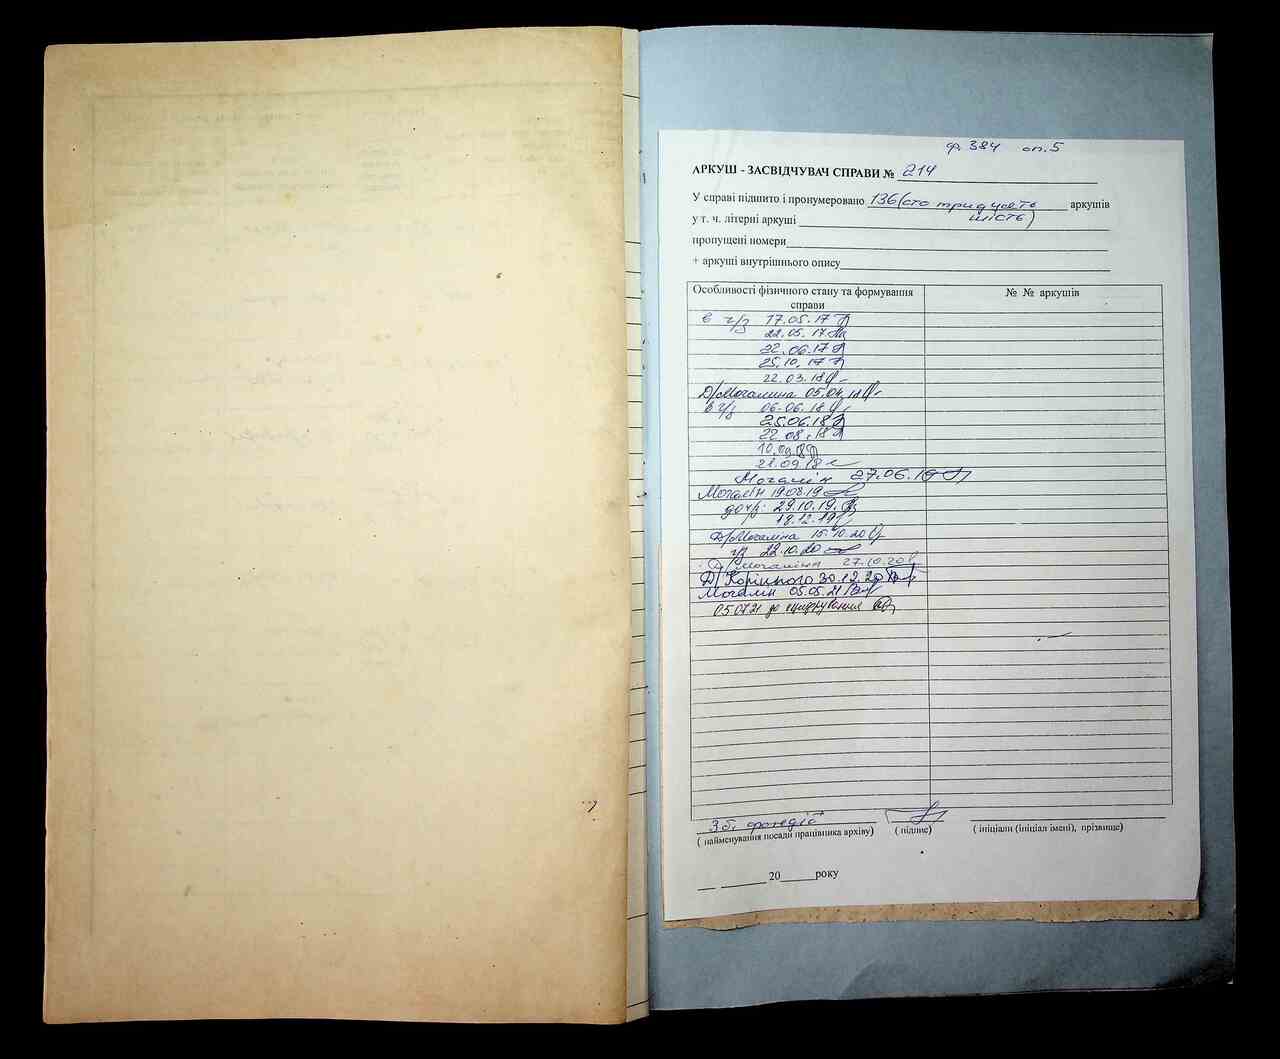 ф. 384 оп. 5
АРКУШ - ЗАСВІДЧУВАЧ СПРАВИ № 214
У справі підшито і пронумеровано 136 (сто тридцять шість) аркушів
у т. ч. літерні аркуші
пропущені номери
+ аркуші внутрішнього опису
Особливості фізичного стану та формування справи
№ № аркушів
в ч/з 17.05.17
22.05.17
22.06.17
25.10.17
22.03.18
Д/Могалина 05.04.18
в ч/з 06.06.18
25.06.18
22.08.18
10.09.18
21.09.18
Могалін 27.06.19
Могалін 19.08.19
до ч/з: 29.10.19
18.12.19
Д/Могаліна 15.10.20
ч/з 22.10.20
Д/Могаліна 27.10.20
Д/Коріцкого 30.12.20
Могалін 05.05.21
05.07.21 до оцифрування
Зб. фондів
( найменування посади працівника архіву)
( підпис)
( ініціали (ініціал імені), прізвище)
20 року